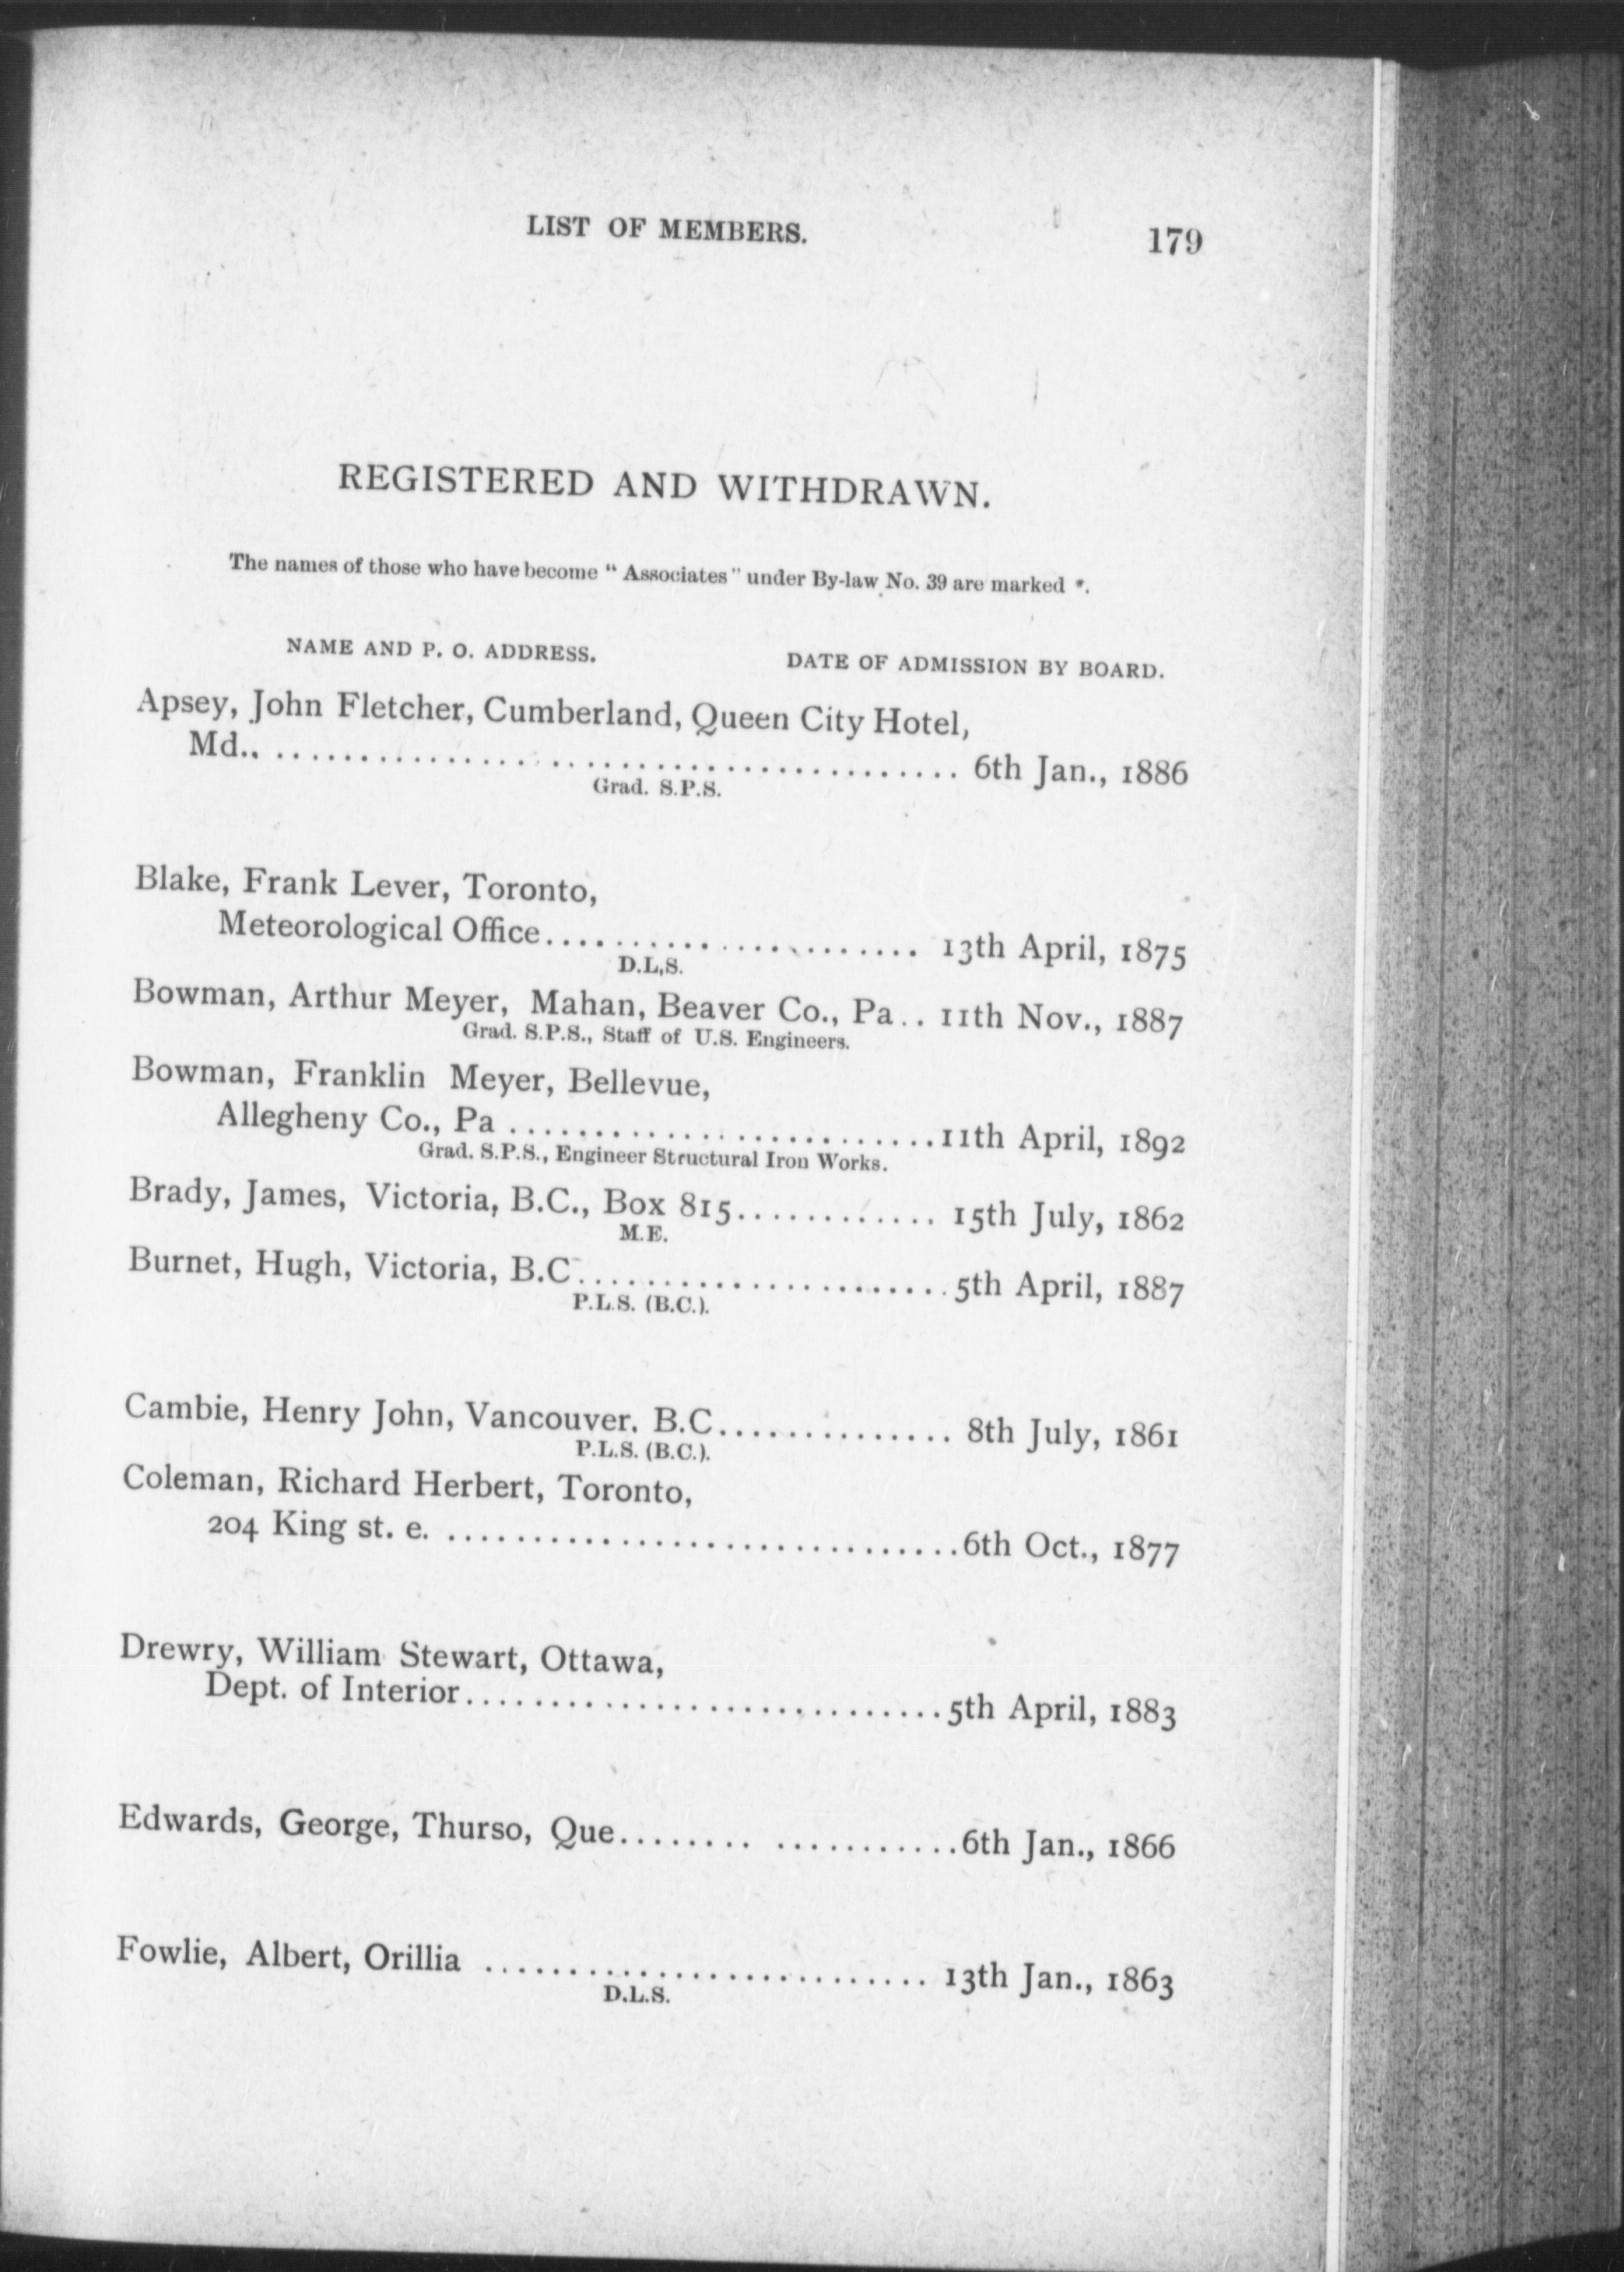 LIST OF MEMBERS. 179
REGISTERED AND WITHDRAWN.
The names of those who have become “ Associates ” under By-law No. 39 are marked *.
NAME AND P. O. ADDRESS. DATE OF ADMISSION BY BOARD.
Apsey, John Fletcher, Cumberland, Queen City Hotel,
Md.. ........................................ 6th Jan., 1886
Grad. S.P.S.
Blake, Frank Lever, Toronto,
Meteorological Office...................... 13th April, 1875
D.L,S.
Bowman, Arthur Meyer, Mahan, Beaver Co., Pa.. 11th Nov., 1887
Grad. S.P.S., Staff of U.S. Engineers.
Bowman, Franklin Meyer, Bellevue,
Allegheny Co., Pa .........................11th April, 1892
Grad. S.P.S., Engineer Structural Iron Works.
Brady, James, Victoria, B.C., Box 815............ 15th July, 1862
M.E.
Burnet, Hugh, Victoria, B.C......................5th April, 1887
P.L.S. (B.C.).
Cambie, Henry John, Vancouver. B.C.............. 8th July, 1861
P.L.S. (B.C.).
Coleman, Richard Herbert, Toronto,
204 King st. e. ..............................6th Oct., 1877
Drewry, William Stewart, Ottawa,
Dept. of Interior............................5th April, 1883
Edwards, George, Thurso, Que........ ...........6th Jan., 1866
Fowlie, Albert, Orillia .......................... 13th Jan., 1863
D.L.S.